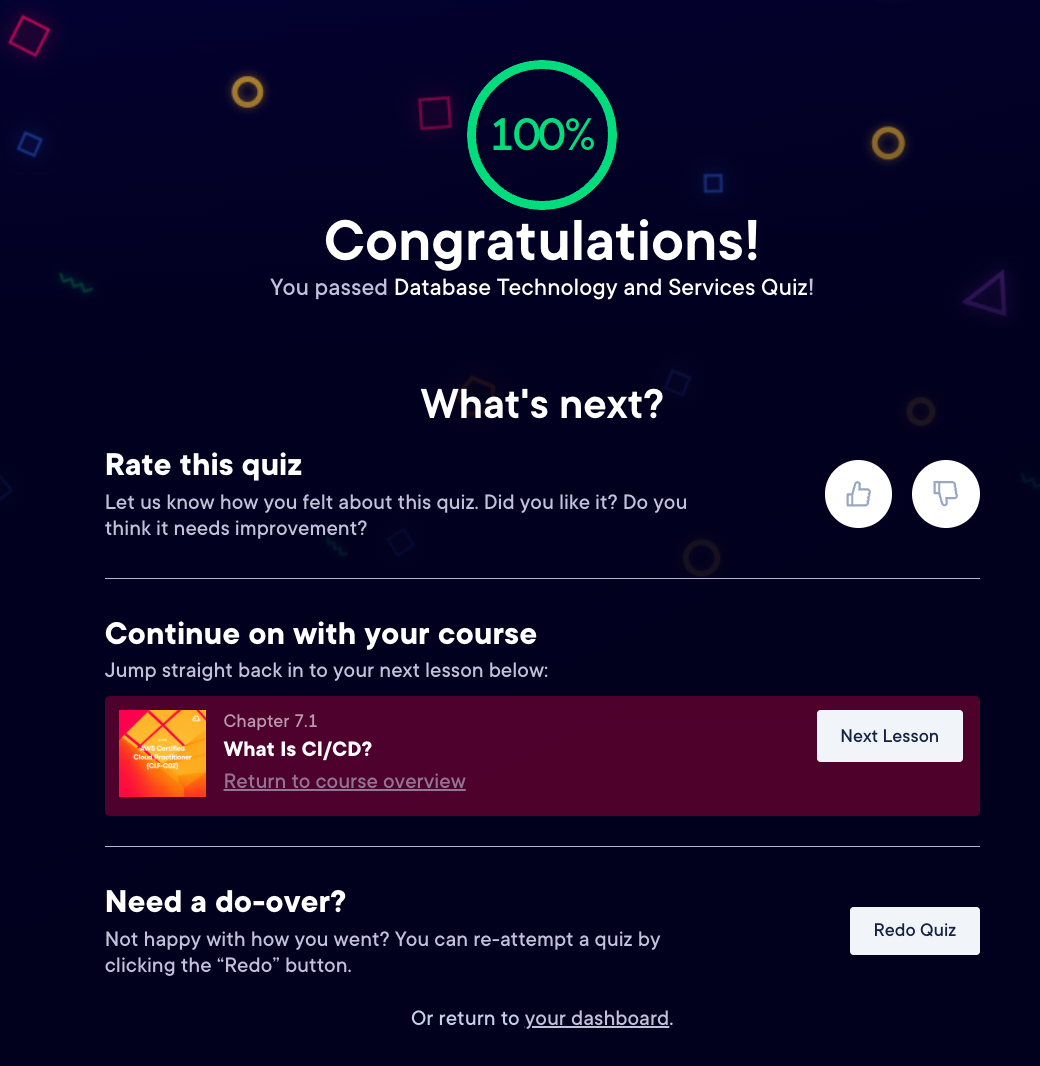 100%
Congratulations!
You passed Database Technology and Services Quiz!
What's next?
Rate this quiz
Let us know how you felt about this quiz. Did you like it? Do you
think it needs improvement?
Continue on with your course
Jump straight back in to your next lesson below:
AWS Certified
Cloud Practitioner
(CLF-C02)
Chapter 7.1
What Is CI/CD?
Return to course overview
Next Lesson
Need a do-over?
Not happy with how you went? You can re-attempt a quiz by
clicking the “Redo” button.
Redo Quiz
Or return to your dashboard.